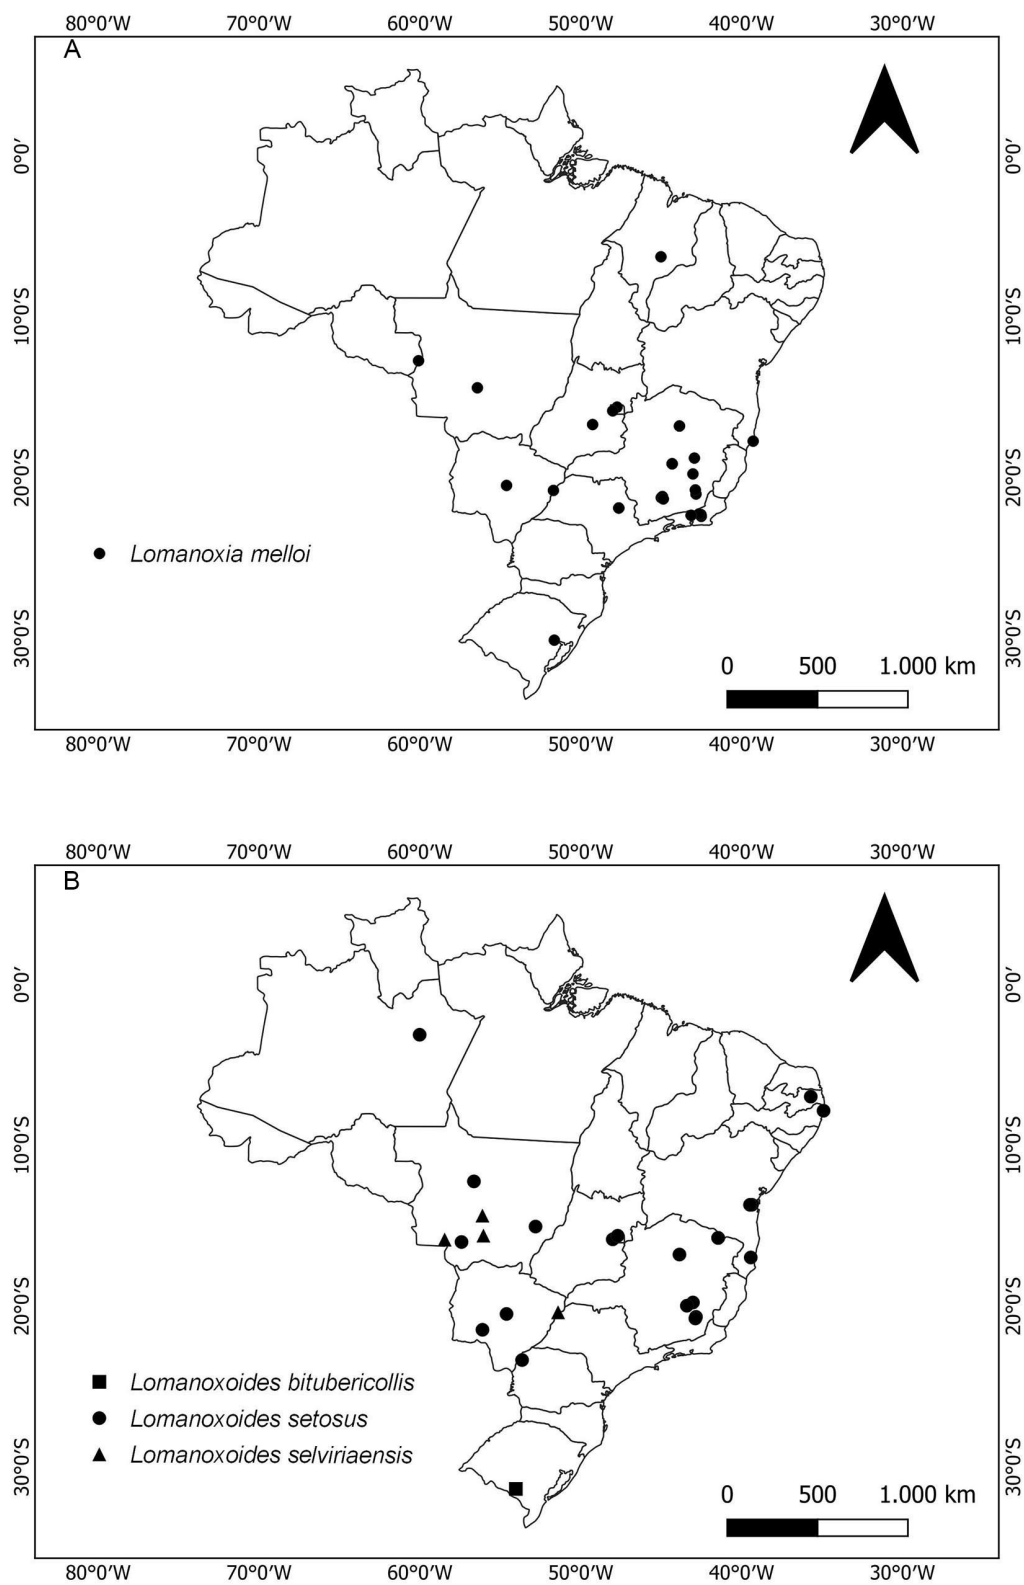 80°0'W 70°0'W 60°0'W 50°0'W 40°0'W 30°0'W
A
0°0' 0°0'
10°0'S 10°0'S
20°0'S 20°0'S
Lomanoxia melloi
30°0'S 30°0'S
0 500 1.000 km
80°0'W 70°0'W 60°0'W 50°0'W 40°0'W 30°0'W
80°0'W 70°0'W 60°0'W 50°0'W 40°0'W 30°0'W
B
0°0' 0°0'
10°0'S 10°0'S
20°0'S 20°0'S
Lomanoxoides bitubericollis
Lomanoxoides setosus
Lomanoxoides selviriaensis
30°0'S 30°0'S
0 500 1.000 km
80°0'W 70°0'W 60°0'W 50°0'W 40°0'W 30°0'W